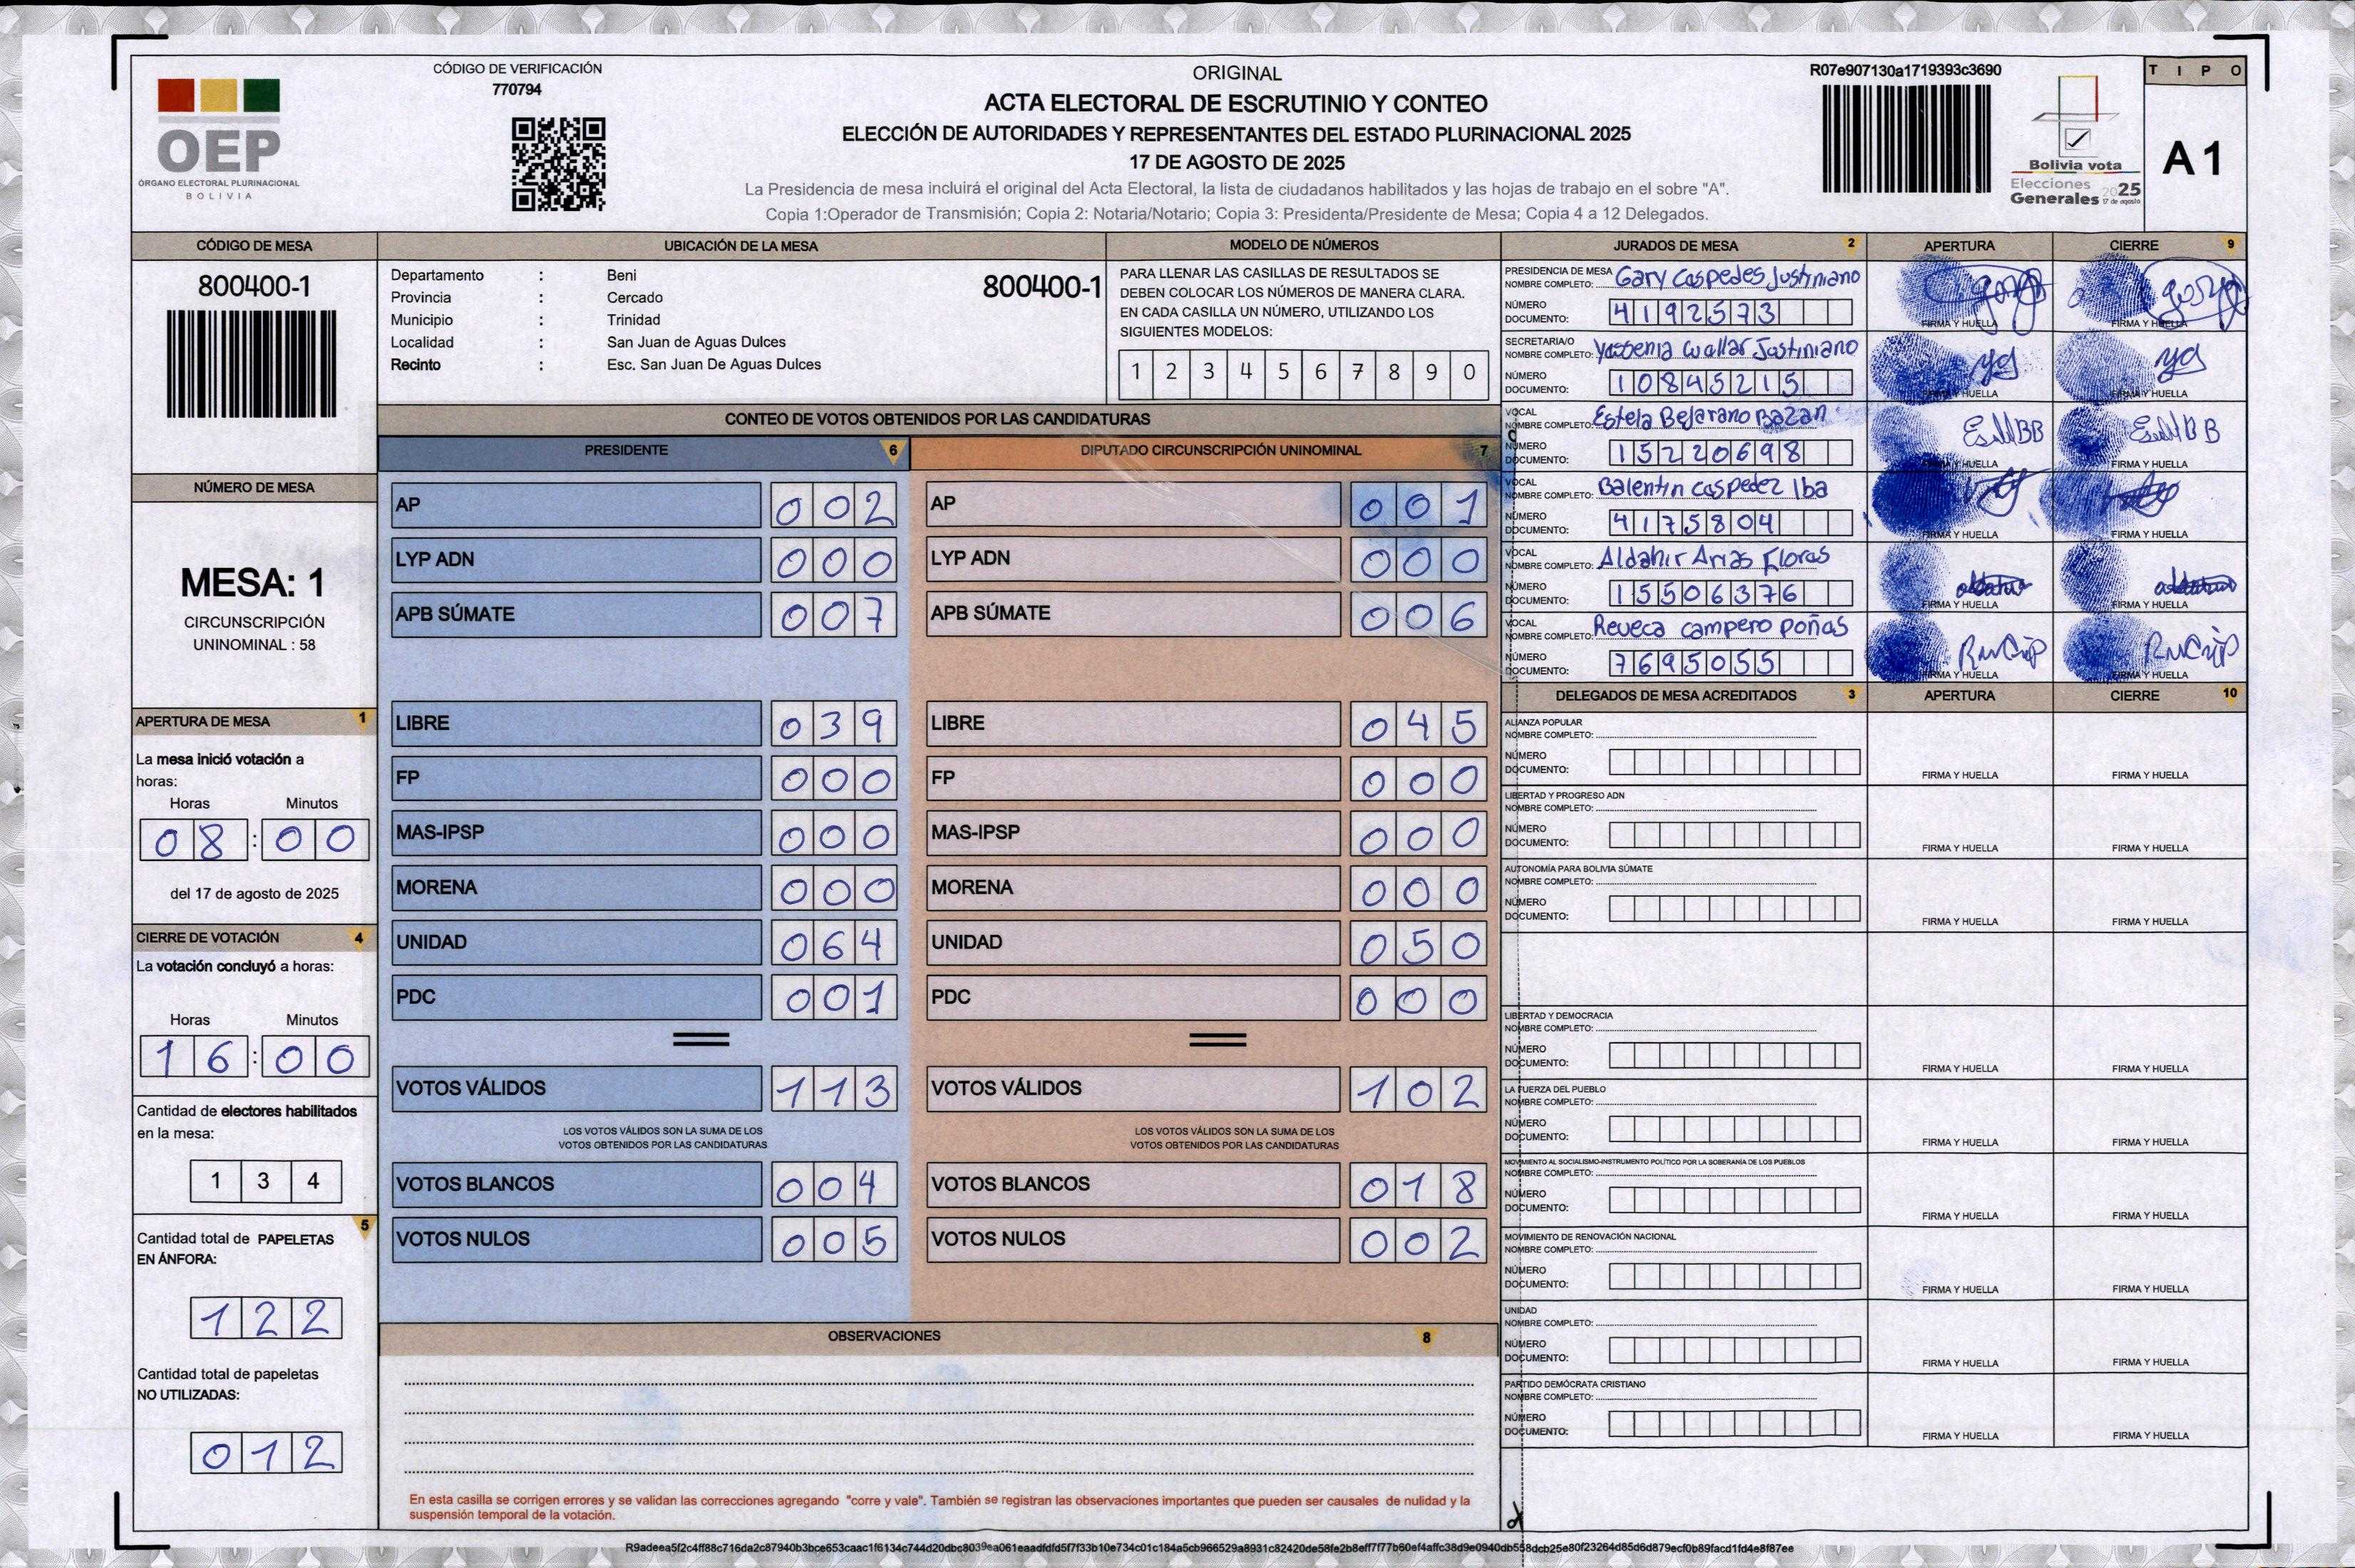 OEP
ÓRGANO ELECTORAL PLURINACIONAL
BOLIVIA
CÓDIGO DE VERIFICACIÓN
770794
ORIGINAL
ACTA ELECTORAL DE ESCRUTINIO Y CONTEO
ELECCIÓN DE AUTORIDADES Y REPRESENTANTES DEL ESTADO PLURINACIONAL 2025
17 DE AGOSTO DE 2025
La Presidencia de mesa incluirá el original del Acta Electoral, la lista de ciudadanos habilitados y las hojas de trabajo en el sobre "A".
Copia 1:Operador de Transmisión; Copia 2: Notaria/Notario; Copia 3: Presidenta/Presidente de Mesa; Copia 4 a 12 Delegados.
R07e907130a1719393c3690
Bolivia vota
Elecciones 2025
Generales 17 de agosto
TIPO
A1
CÓDIGO DE MESA
800400-1
NÚMERO DE MESA
MESA: 1
CIRCUNSCRIPCIÓN
UNINOMINAL : 58
APERTURA DE MESA 1
La mesa inició votación a
horas:
Horas Minutos
08:00
del 17 de agosto de 2025
CIERRE DE VOTACIÓN 4
La votación concluyó a horas:
Horas Minutos
16:00
Cantidad de electores habilitados
en la mesa:
134
5
Cantidad total de PAPELETAS
EN ÁNFORA:
122
Cantidad total de papeletas
NO UTILIZADAS:
012
UBICACIÓN DE LA MESA
Departamento : Beni
800400-1
Provincia : Cercado
Municipio : Trinidad
Localidad : San Juan de Aguas Dulces
Recinto : Esc. San Juan De Aguas Dulces
MODELO DE NÚMEROS
PARA LLENAR LAS CASILLAS DE RESULTADOS SE
DEBEN COLOCAR LOS NÚMEROS DE MANERA CLARA.
EN CADA CASILLA UN NÚMERO, UTILIZANDO LOS
SIGUIENTES MODELOS:
1 2 3 4 5 6 7 8 9 0
CONTEO DE VOTOS OBTENIDOS POR LAS CANDIDATURAS
PRESIDENTE 6
AP 002
LYP ADN 000
APB SÚMATE 007
LIBRE 039
FP 000
MAS-IPSP 000
MORENA 000
UNIDAD 064
PDC 001
VOTOS VÁLIDOS 113
LOS VOTOS VÁLIDOS SON LA SUMA DE LOS
VOTOS OBTENIDOS POR LAS CANDIDATURAS
VOTOS BLANCOS 004
VOTOS NULOS 005
DIPUTADO CIRCUNSCRIPCIÓN UNINOMINAL 7
AP 001
LYP ADN 000
APB SÚMATE 006
LIBRE 045
FP 000
MAS-IPSP 000
MORENA 000
UNIDAD 050
PDC 000
VOTOS VÁLIDOS 102
LOS VOTOS VÁLIDOS SON LA SUMA DE LOS
VOTOS OBTENIDOS POR LAS CANDIDATURAS
VOTOS BLANCOS 018
VOTOS NULOS 002
OBSERVACIONES 8
En esta casilla se corrigen errores y se validan las correcciones agregando "corre y vale". También se registran las observaciones importantes que pueden ser causales de nulidad y la
suspensión temporal de la votación.
JURADOS DE MESA 2 APERTURA CIERRE 9
PRESIDENCIA DE MESA
NOMBRE COMPLETO: Gary Cespedes Justiniano
NÚMERO
DOCUMENTO: 4192573
FIRMA Y HUELLA FIRMA Y HUELLA
SECRETARIA/O
NOMBRE COMPLETO: Yessenia Cuellar Justiniano
NÚMERO
DOCUMENTO: 10845215
FIRMA Y HUELLA FIRMA Y HUELLA
VOCAL
NOMBRE COMPLETO: Estela Bejarano Bazan
NÚMERO
DOCUMENTO: 15220698
FIRMA Y HUELLA FIRMA Y HUELLA
VOCAL
NOMBRE COMPLETO: Balentin Cespedez Iba
NÚMERO
DOCUMENTO: 4175804
FIRMA Y HUELLA FIRMA Y HUELLA
VOCAL
NOMBRE COMPLETO: Aldahir Arias Flores
NÚMERO
DOCUMENTO: 15506376
FIRMA Y HUELLA FIRMA Y HUELLA
VOCAL
NOMBRE COMPLETO: Reveca campero poñes
NÚMERO
DOCUMENTO: 7695055
FIRMA Y HUELLA FIRMA Y HUELLA
DELEGADOS DE MESA ACREDITADOS 3 APERTURA CIERRE 10
ALIANZA POPULAR
NOMBRE COMPLETO:
NÚMERO
DOCUMENTO:
FIRMA Y HUELLA FIRMA Y HUELLA
LIBERTAD Y PROGRESO ADN
NOMBRE COMPLETO:
NÚMERO
DOCUMENTO:
FIRMA Y HUELLA FIRMA Y HUELLA
AUTONOMÍA PARA BOLIVIA SÚMATE
NOMBRE COMPLETO:
NÚMERO
DOCUMENTO:
FIRMA Y HUELLA FIRMA Y HUELLA
LIBERTAD Y DEMOCRACIA
NOMBRE COMPLETO:
NÚMERO
DOCUMENTO:
FIRMA Y HUELLA FIRMA Y HUELLA
LA FUERZA DEL PUEBLO
NOMBRE COMPLETO:
NÚMERO
DOCUMENTO:
FIRMA Y HUELLA FIRMA Y HUELLA
MOVIMIENTO AL SOCIALISMO-INSTRUMENTO POLÍTICO POR LA SOBERANÍA DE LOS PUEBLOS
NOMBRE COMPLETO:
NÚMERO
DOCUMENTO:
FIRMA Y HUELLA FIRMA Y HUELLA
MOVIMIENTO DE RENOVACIÓN NACIONAL
NOMBRE COMPLETO:
NÚMERO
DOCUMENTO:
FIRMA Y HUELLA FIRMA Y HUELLA
UNIDAD
NOMBRE COMPLETO:
NÚMERO
DOCUMENTO:
FIRMA Y HUELLA FIRMA Y HUELLA
PARTIDO DEMÓCRATA CRISTIANO
NOMBRE COMPLETO:
NÚMERO
DOCUMENTO:
FIRMA Y HUELLA FIRMA Y HUELLA